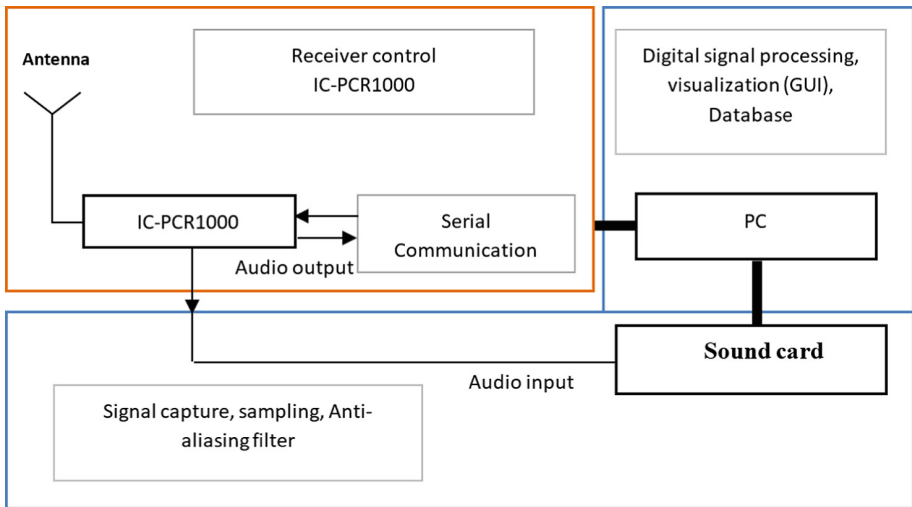 Antenna
Receiver control
IC-PCR1000
Digital signal processing,
visualization (GUI),
Database
IC-PCR1000
Serial
Communication
PC
Audio output
Sound card
Audio input
Signal capture, sampling, Anti-
aliasing filter